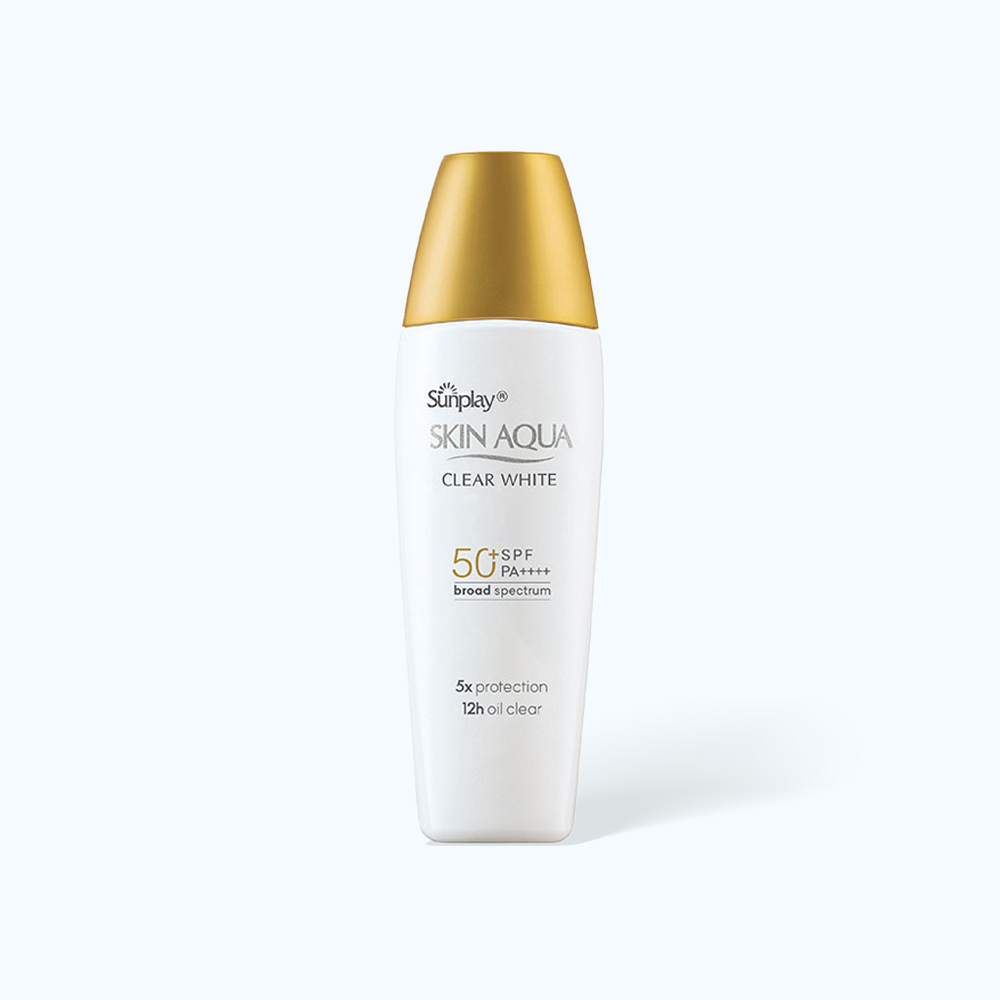 Sunplay®
SKIN AQUA
CLEAR WHITE
50+ SPF
PA++++
broad spectrum
5x protection
12h oil clear